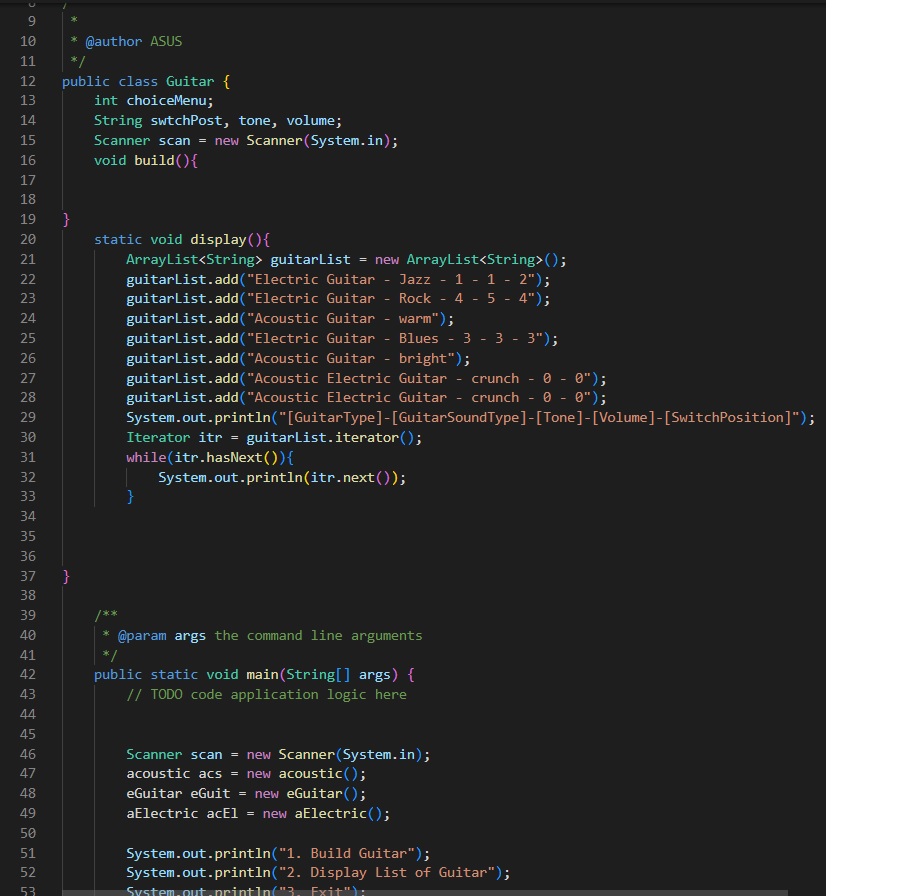 8 /
9 *
10 * @author ASUS
11 */
12 public class Guitar {
13 int choiceMenu;
14 String swtchPost, tone, volume;
15 Scanner scan = new Scanner(System.in);
16 void build(){
17
18
19 }
20 static void display(){
21 ArrayList<String> guitarList = new ArrayList<String>();
22 guitarList.add("Electric Guitar - Jazz - 1 - 1 - 2");
23 guitarList.add("Electric Guitar - Rock - 4 - 5 - 4");
24 guitarList.add("Acoustic Guitar - warm");
25 guitarList.add("Electric Guitar - Blues - 3 - 3 - 3");
26 guitarList.add("Acoustic Guitar - bright");
27 guitarList.add("Acoustic Electric Guitar - crunch - 0 - 0");
28 guitarList.add("Acoustic Electric Guitar - crunch - 0 - 0");
29 System.out.println("[GuitarType]-[GuitarSoundType]-[Tone]-[Volume]-[SwitchPosition]");
30 Iterator itr = guitarList.iterator();
31 while(itr.hasNext()){
32 System.out.println(itr.next());
33 }
34
35
36
37 }
38
39 /**
40 * @param args the command line arguments
41 */
42 public static void main(String[] args) {
43 // TODO code application logic here
44
45
46 Scanner scan = new Scanner(System.in);
47 acoustic acs = new acoustic();
48 eGuitar eGuit = new eGuitar();
49 aElectric acEl = new aElectric();
50
51 System.out.println("1. Build Guitar");
52 System.out.println("2. Display List of Guitar");
53 System.out.println("3. Exit");